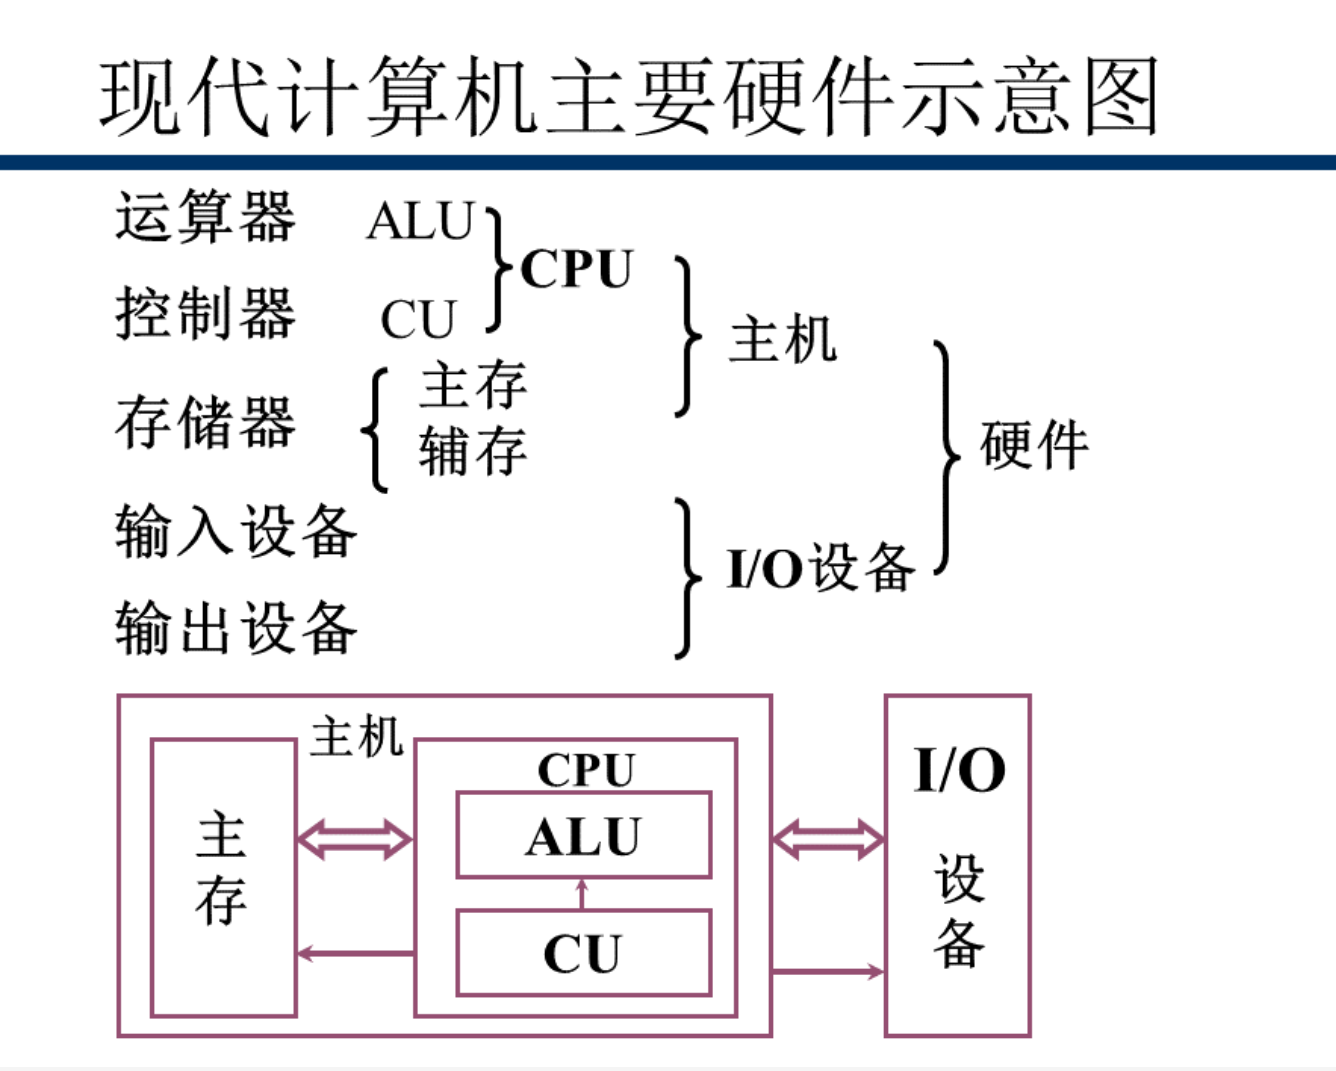 现代计算机主要硬件示意图
运算器 ALU
CPU
控制器 CU
主机
主存
存储器
辅存
硬件
输入设备
I/O设备
输出设备
主机
CPU
ALU
CU
主存
I/O
设备